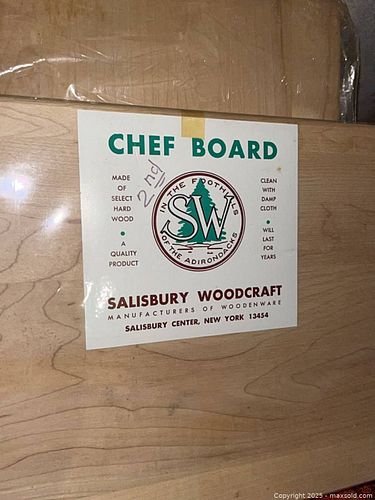 CHEF BOARD
2nd
MADE
OF
SELECT
HARD
WOOD
•
A
QUALITY
PRODUCT
IN THE FOOTHILLS
SW
OF THE ADIRONDACKS
CLEAN
WITH
DAMP
CLOTH
•
WILL
LAST
FOR
YEARS
SALISBURY WOODCRAFT
MANUFACTURERS OF WOODENWARE
SALISBURY CENTER, NEW YORK 13454
Copyright © 2025 - maxsold.com